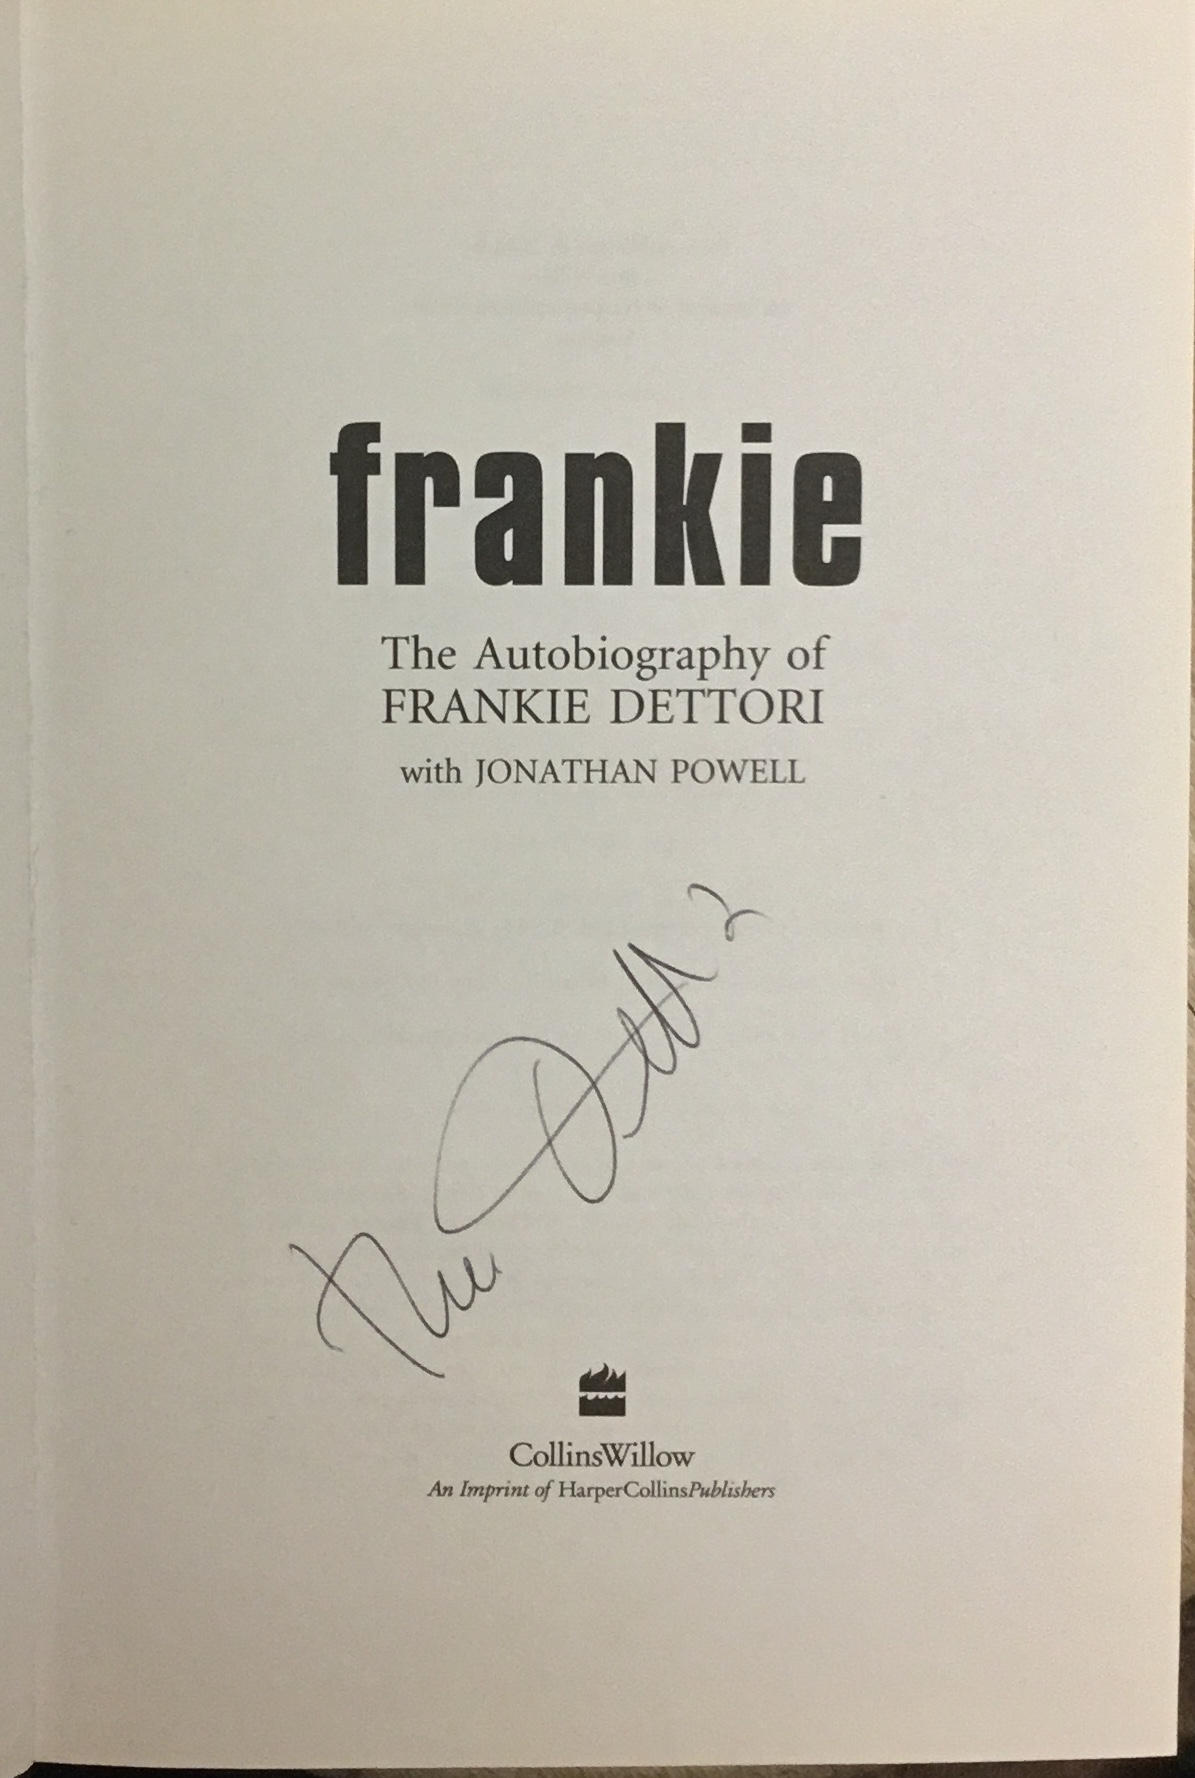 frankie
The Autobiography of
FRANKIE DETTORI
with JONATHAN POWELL
CollinsWillow
An Imprint of HarperCollinsPublishers